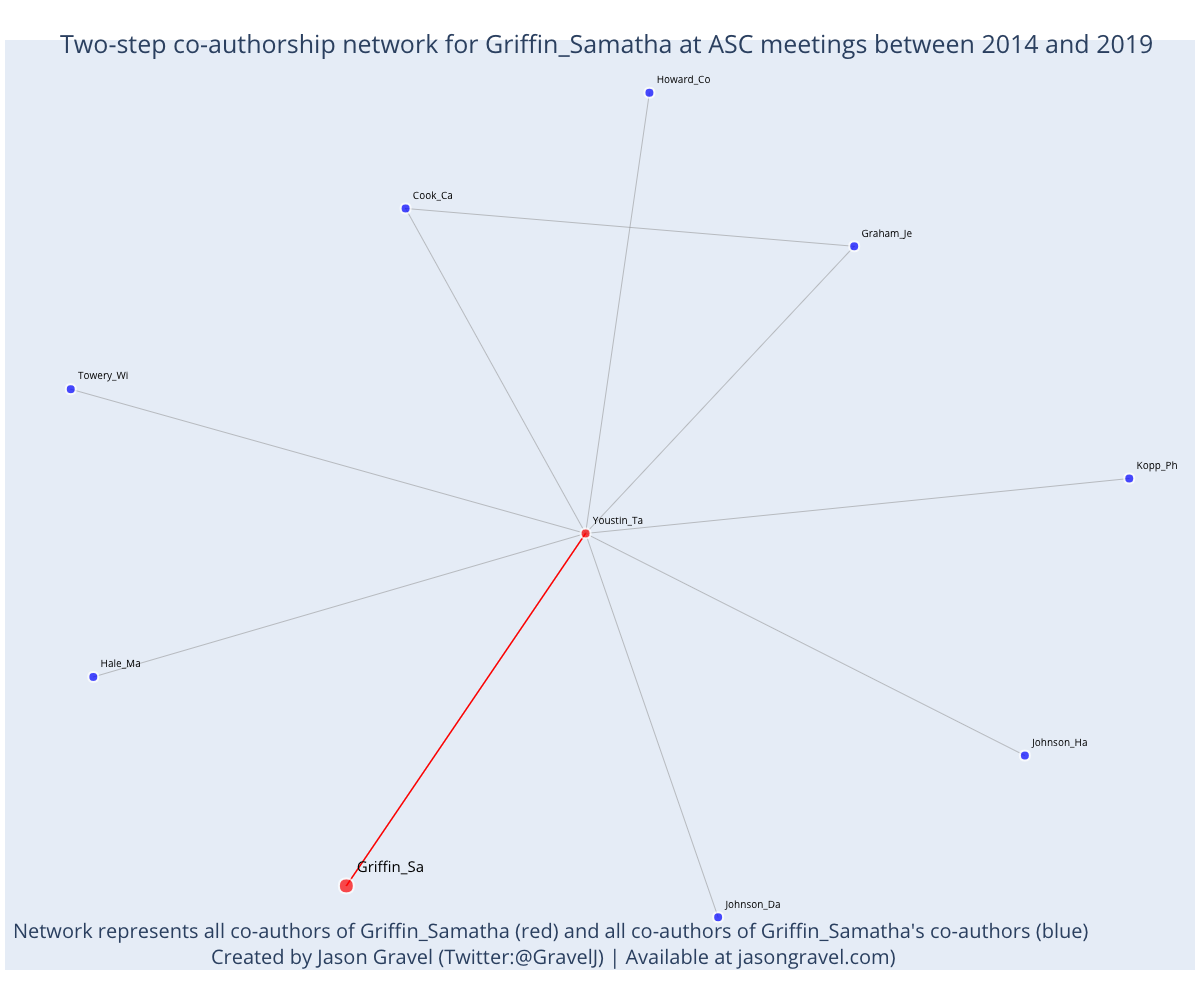 Two-step co-authorship network for Griffin_Samatha at ASC meetings between 2014 and 2019
Howard_Co
Cook_Ca
Graham_Je
Towery_Wi
Kopp_Ph
Youstin_Ta
Hale_Ma
Johnson_Ha
Griffin_Sa
Johnson_Da
Network represents all co-authors of Griffin_Samatha (red) and all co-authors of Griffin_Samatha's co-authors (blue)
Created by Jason Gravel (Twitter:@GravelJ) | Available at jasongravel.com)